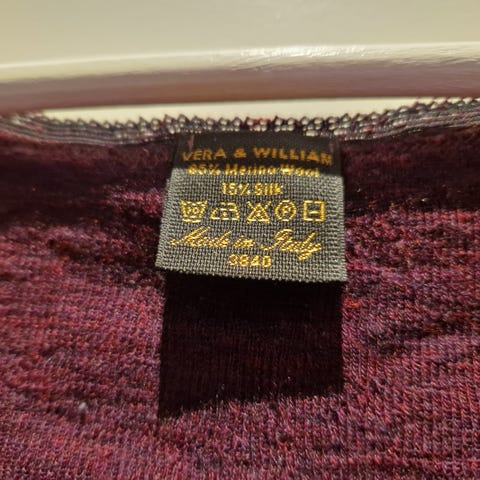 VERA & WILLIAM
85% Merino Wool
15% Silk
Made in Italy
3840